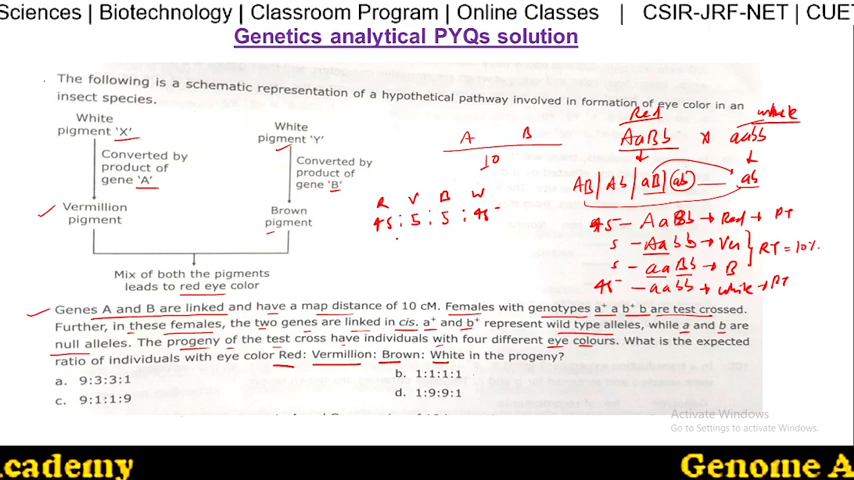 Sciences | Biotechnology | Classroom Program | Online Classes | CSIR-JRF-NET | CUET
Genetics analytical PYQs solution
The following is a schematic representation of a hypothetical pathway involved in formation of eye color in an
insect species.
White
pigment 'X'
Converted by
product of
gene 'A'
Vermillion
pigment
White
pigment 'Y'
Converted by
product of
gene 'B'
Brown
pigment
Mix of both the pigments
leads to red eye color
A B
10
R V B W
45 : 5 : 5 : 45
Red white
AaBb x aabb
AB | Ab | aB | ab ab
45 - AaBb → Red → PT
5 - Aabb → Ver
5 - aaBb → B
RT = 10%
45 - aabb → white → PT
Genes A and B are linked and have a map distance of 10 cM. Females with genotypes a⁺ a b⁺ b are test crossed.
Further, in these females, the two genes are linked in cis. a⁺ and b⁺ represent wild type alleles, while a and b are
null alleles. The progeny of the test cross have individuals with four different eye colours. What is the expected
ratio of individuals with eye color Red: Vermillion: Brown: White in the progeny?
a. 9:3:3:1 b. 1:1:1:1
c. 9:1:1:9 d. 1:9:9:1
Activate Windows
Go to Settings to activate Windows.
cademy Genome A